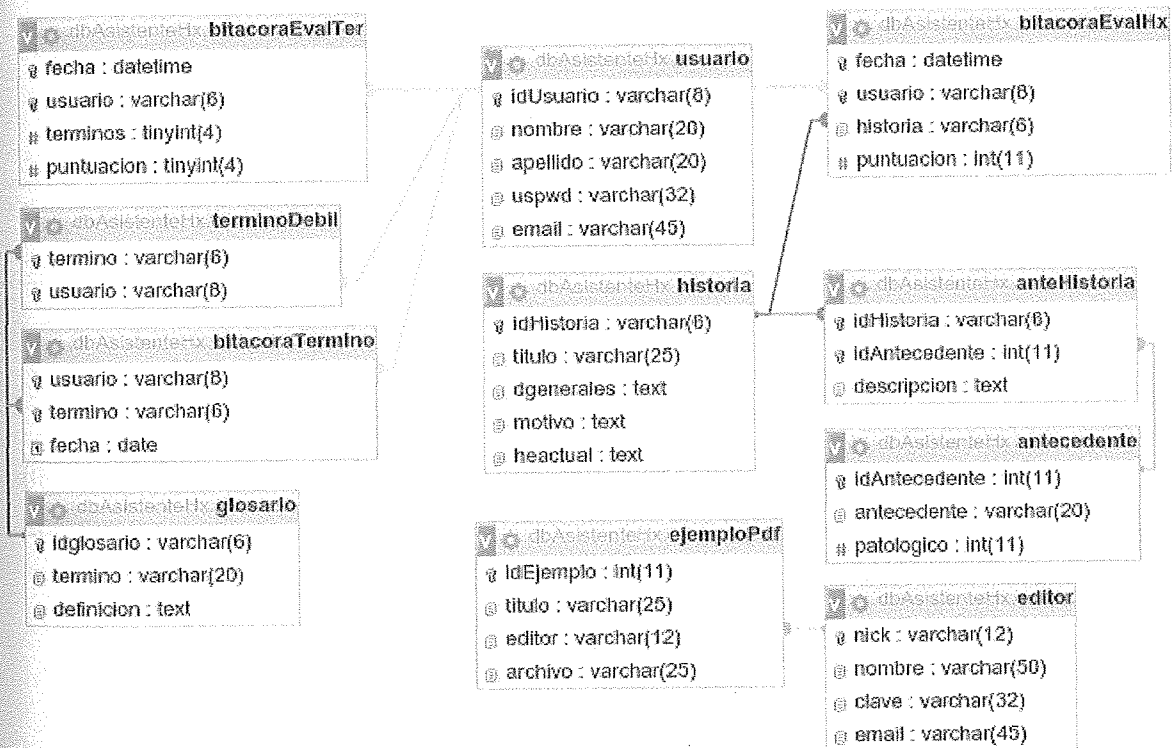 dbAsistenteHx bitacoraEvalTer
fecha : datetime
usuario : varchar(6)
# terminos : tinyint(4)
# puntuacion : tinyint(4)
dbAsistenteHx terminoDebil
termino : varchar(6)
usuario : varchar(8)
dbAsistenteHx bitacoraTermino
usuario : varchar(8)
termino : varchar(6)
fecha : date
dbAsistenteHx glosario
idglosario : varchar(6)
termino : varchar(20)
definicion : text
dbAsistenteHx usuario
idUsuario : varchar(8)
nombre : varchar(20)
apellido : varchar(20)
uspwd : varchar(32)
email : varchar(45)
dbAsistenteHx historia
idHistoria : varchar(6)
titulo : varchar(25)
dgenerales : text
motivo : text
heactual : text
dbAsistenteHx ejemploPdf
idEjemplo : int(11)
titulo : varchar(25)
editor : varchar(12)
archivo : varchar(25)
dbAsistenteHx bitacoraEvalHx
fecha : datetime
usuario : varchar(8)
historia : varchar(6)
# puntuacion : int(11)
dbAsistenteHx anteHistoria
idHistoria : varchar(6)
idAntecedente : int(11)
descripcion : text
dbAsistenteHx antecedente
idAntecedente : int(11)
antecedente : varchar(20)
# patologico : int(11)
dbAsistenteHx editor
nick : varchar(12)
nombre : varchar(50)
clave : varchar(32)
email : varchar(45)